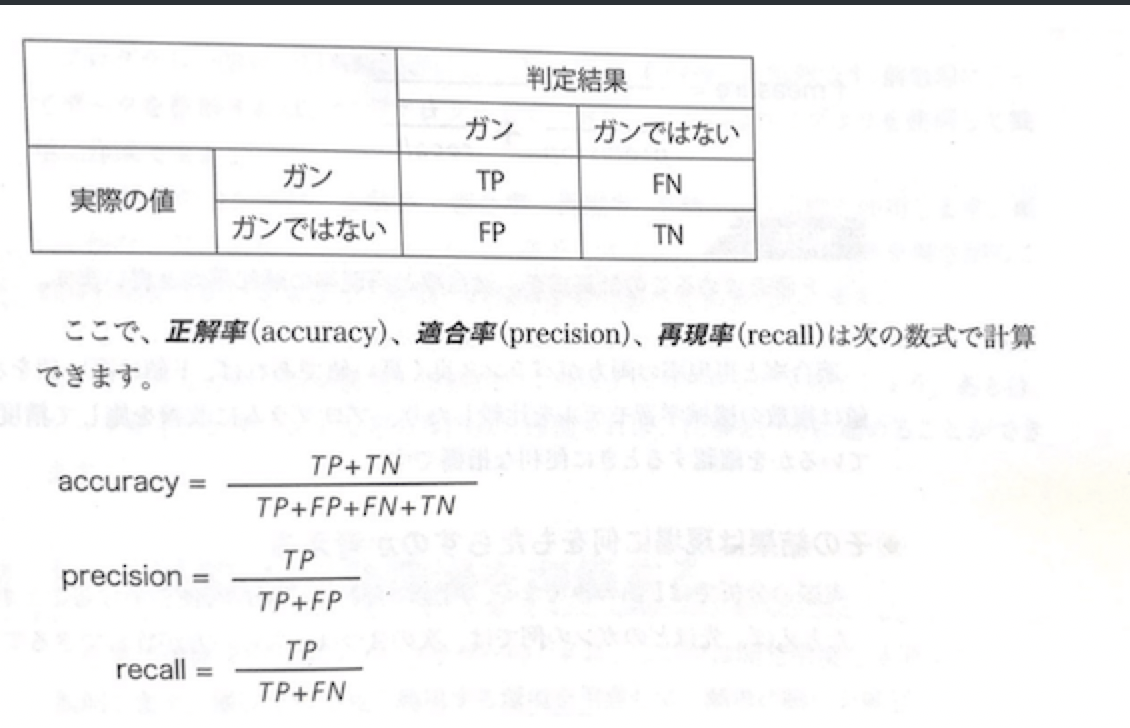 判定結果
ガン ガンではない
実際の値 ガン TP FN
ガンではない FP TN
ここで、正解率(accuracy)、適合率(precision)、再現率(recall)は次の数式で計算
できます。
accuracy = TP+TN / TP+FP+FN+TN
precision = TP / TP+FP
recall = TP / TP+FN